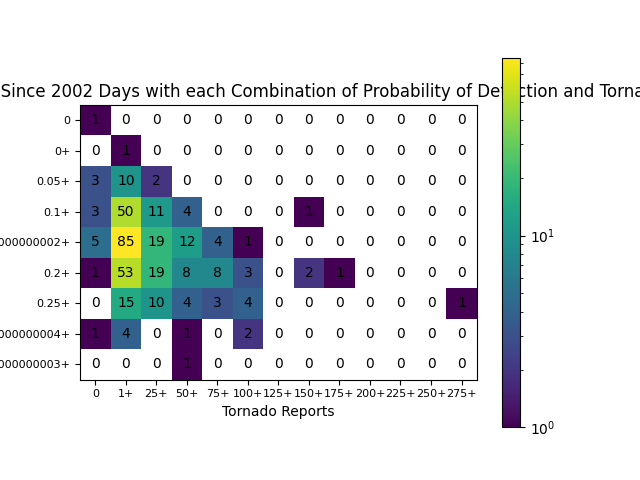 Since 2002 Days with each Combination of Probability of Detection and Torna
0 1 0 0 0 0 0 0 0 0 0 0 0 0
0+ 0 1 0 0 0 0 0 0 0 0 0 0 0
0.05+ 3 10 2 0 0 0 0 0 0 0 0 0 0
0.1+ 3 50 11 4 0 0 0 1 0 0 0 0 0
000000002+ 5 85 19 12 4 1 0 0 0 0 0 0 0
0.2+ 1 53 19 8 8 3 0 2 1 0 0 0 0
0.25+ 0 15 10 4 3 4 0 0 0 0 0 0 1
000000004+ 1 4 0 1 0 2 0 0 0 0 0 0 0
000000003+ 0 0 0 1 0 0 0 0 0 0 0 0 0
0 1+ 25+ 50+ 75+ 100+ 125+ 150+ 175+ 200+ 225+ 250+ 275+
Tornado Reports
10¹
10⁰